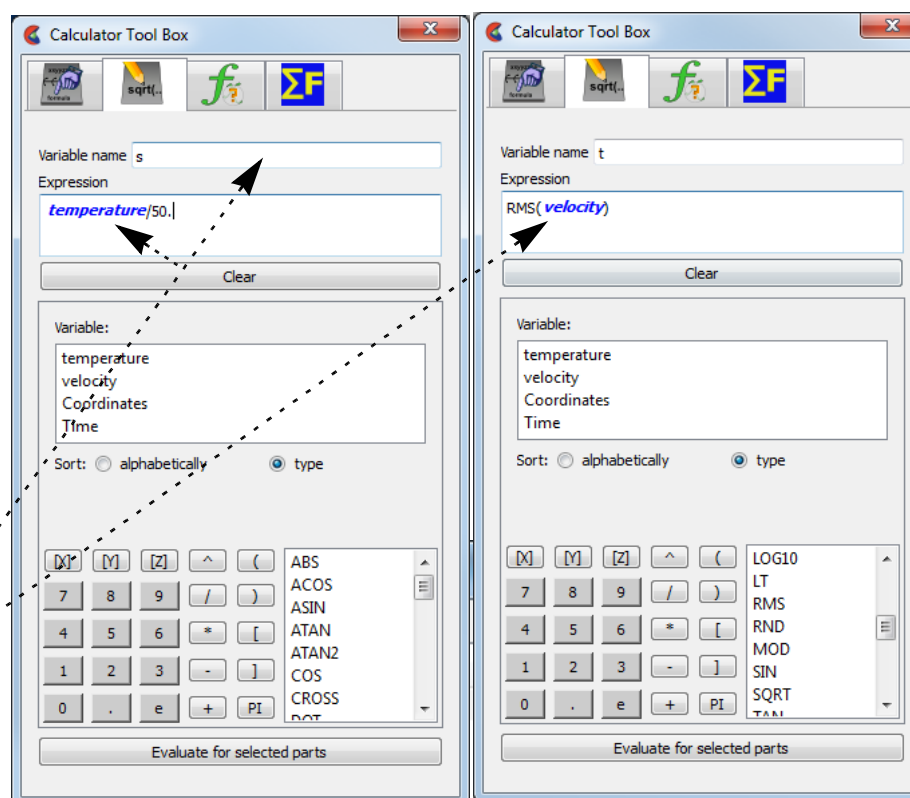 Calculator Tool Box
sqrt(..
f?
ΣF
formula
Variable name s
Expression
temperature/50.
Clear
Variable:
temperature
velocity
Coordinates
Time
Sort: alphabetically type
[X] [Y] [Z] ^ (
7 8 9 / )
4 5 6 * [
1 2 3 - ]
0 . e + PI
ABS
ACOS
ASIN
ATAN
ATAN2
COS
CROSS
DOT
Evaluate for selected parts
Calculator Tool Box
sqrt(..
f?
ΣF
formula
Variable name t
Expression
RMS( velocity)
Clear
Variable:
temperature
velocity
Coordinates
Time
Sort: alphabetically type
[X] [Y] [Z] ^ (
7 8 9 / )
4 5 6 * [
1 2 3 - ]
0 . e + PI
LOG10
LT
RMS
RND
MOD
SIN
SQRT
TAN
Evaluate for selected parts